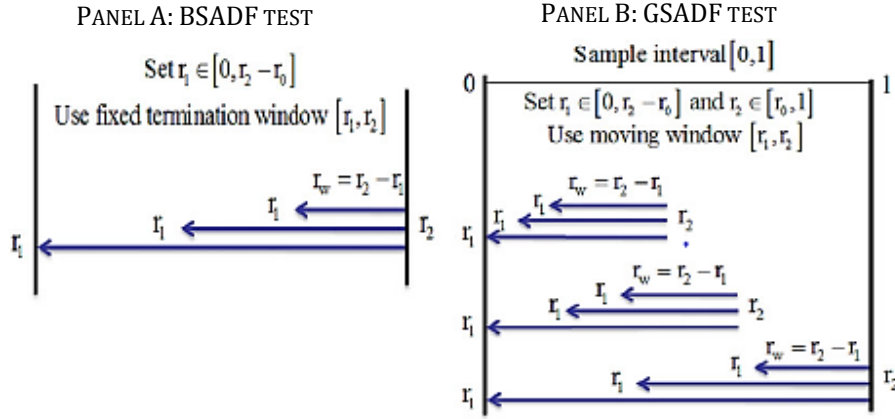 PANEL A: BSADF TEST
Set r₁ ∈ [0, r₂ − r₀]
Use fixed termination window [r₁, r₂]
r_w = r₂ − r₁
r₁
r₁
r₂
r₁
PANEL B: GSADF TEST
Sample interval [0,1]
0
1
Set r₁ ∈ [0, r₂ − r₀] and r₂ ∈ [r₀, 1]
Use moving window [r₁, r₂]
r_w = r₂ − r₁
r₁
r₁
r₂
r₁
r_w = r₂ − r₁
r₁
r₁
r₂
r₁
r_w = r₂ − r₁
r₁
r₂
r₁
r₁